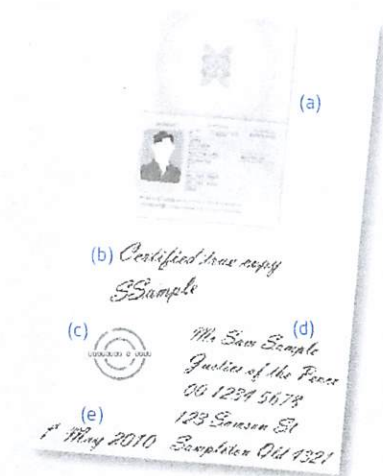 (a)
(b) Certified true copy
SSample
(c)
(d)
Mr Sam Sample
Justice of the Peace
00 1234 5678
123 Samson St
Sampleton Qld 4321
(e)
1st May 2010